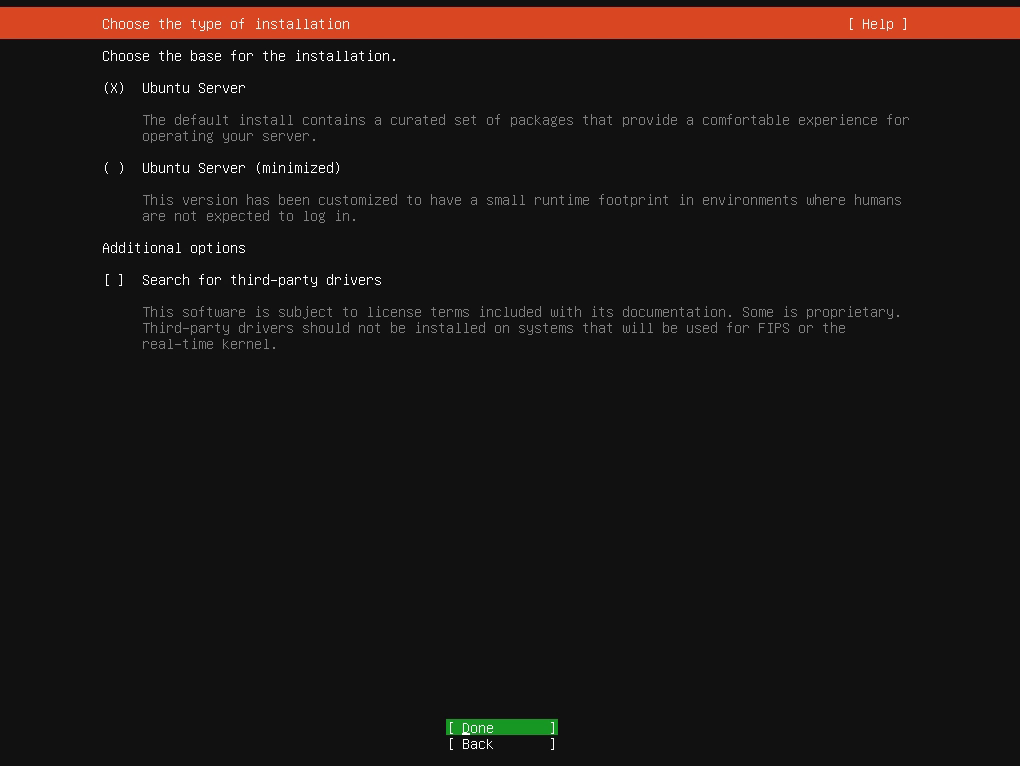 Choose the type of installation [ Help ]
Choose the base for the installation.
(X) Ubuntu Server
The default install contains a curated set of packages that provide a comfortable experience for
operating your server.
( ) Ubuntu Server (minimized)
This version has been customized to have a small runtime footprint in environments where humans
are not expected to log in.
Additional options
[ ] Search for third-party drivers
This software is subject to license terms included with its documentation. Some is proprietary.
Third-party drivers should not be installed on systems that will be used for FIPS or the
real-time kernel.
[ Done ]
[ Back ]